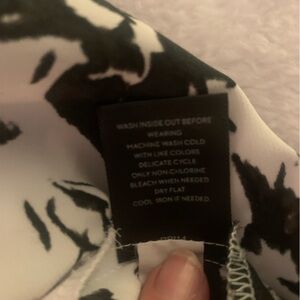 WASH INSIDE OUT BEFORE
WEARING
MACHINE WASH COLD
WITH LIKE COLORS
DELICATE CYCLE
ONLY NON-CHLORINE
BLEACH WHEN NEEDED
DRY FLAT
COOL IRON IF NEEDED.